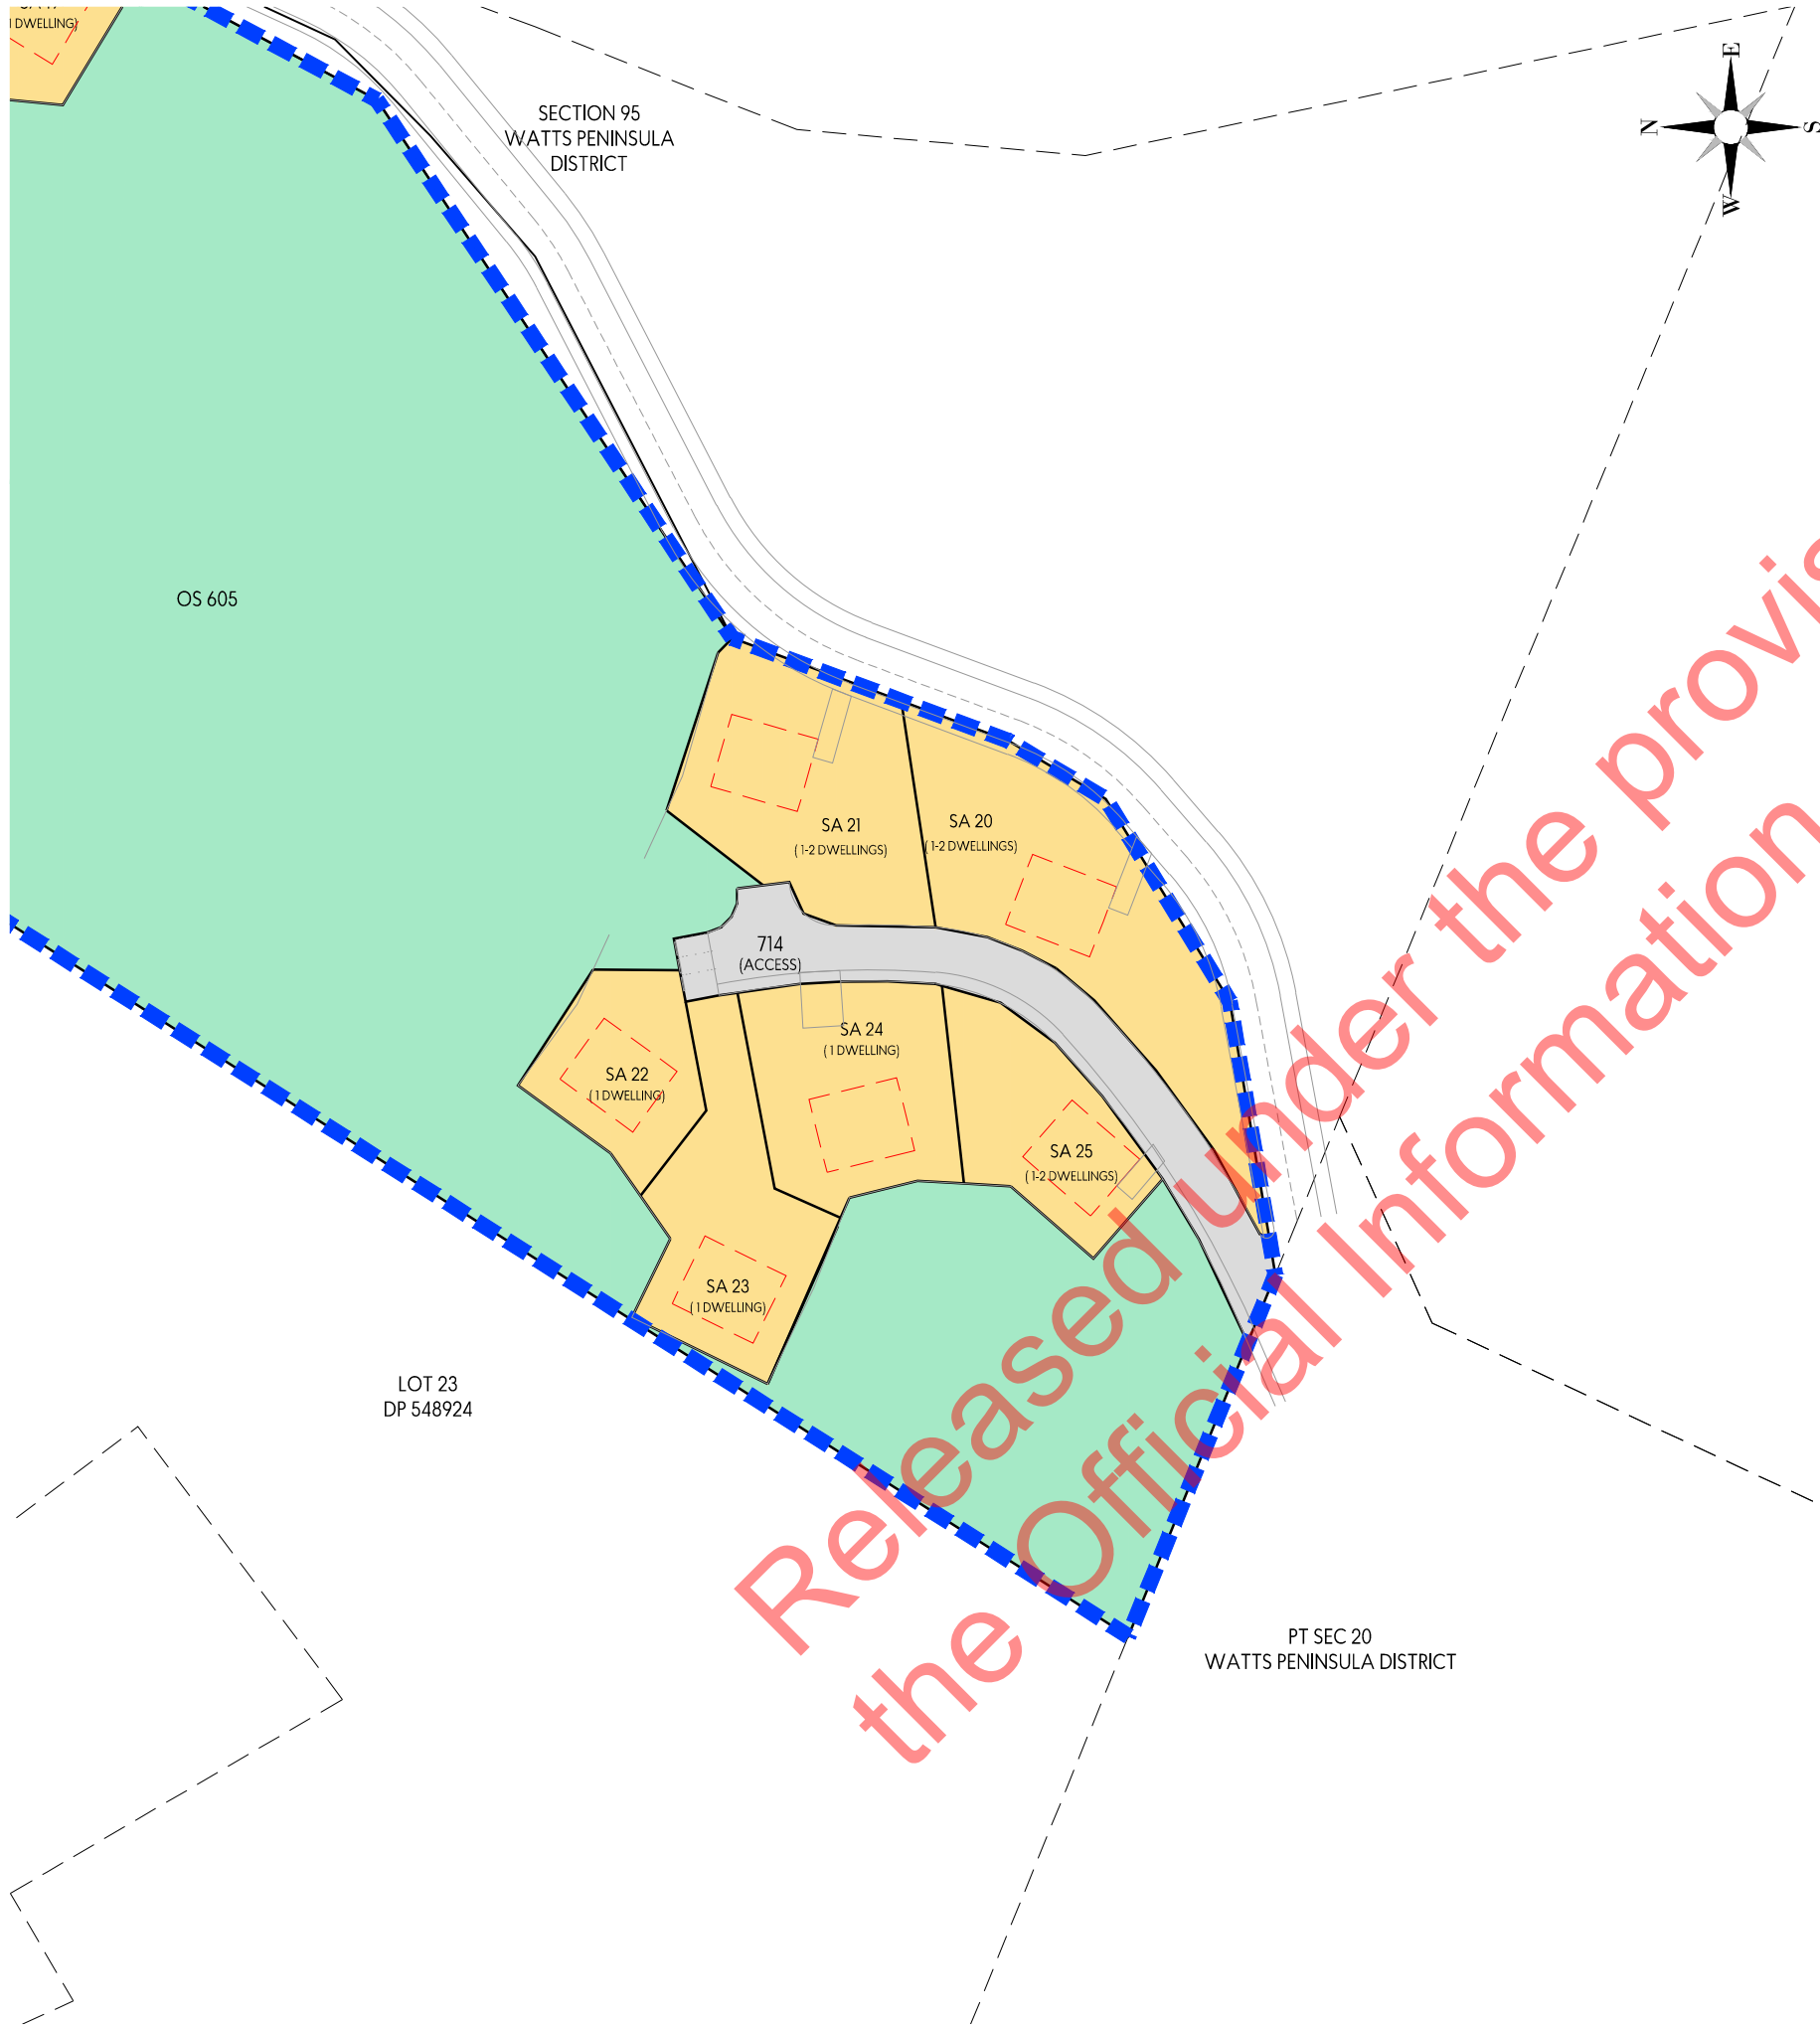 1 DWELLING)
SECTION 95
WATTS PENINSULA
DISTRICT
E
N
S
W
OS 605
SA 21
(1-2 DWELLINGS)
SA 20
(1-2 DWELLINGS)
714
(ACCESS)
SA 24
(1 DWELLING)
SA 22
(1 DWELLING)
SA 25
(1-2 DWELLINGS)
SA 23
(1 DWELLING)
LOT 23
DP 548924
PT SEC 20
WATTS PENINSULA DISTRICT
Released under the provis
the Official Information